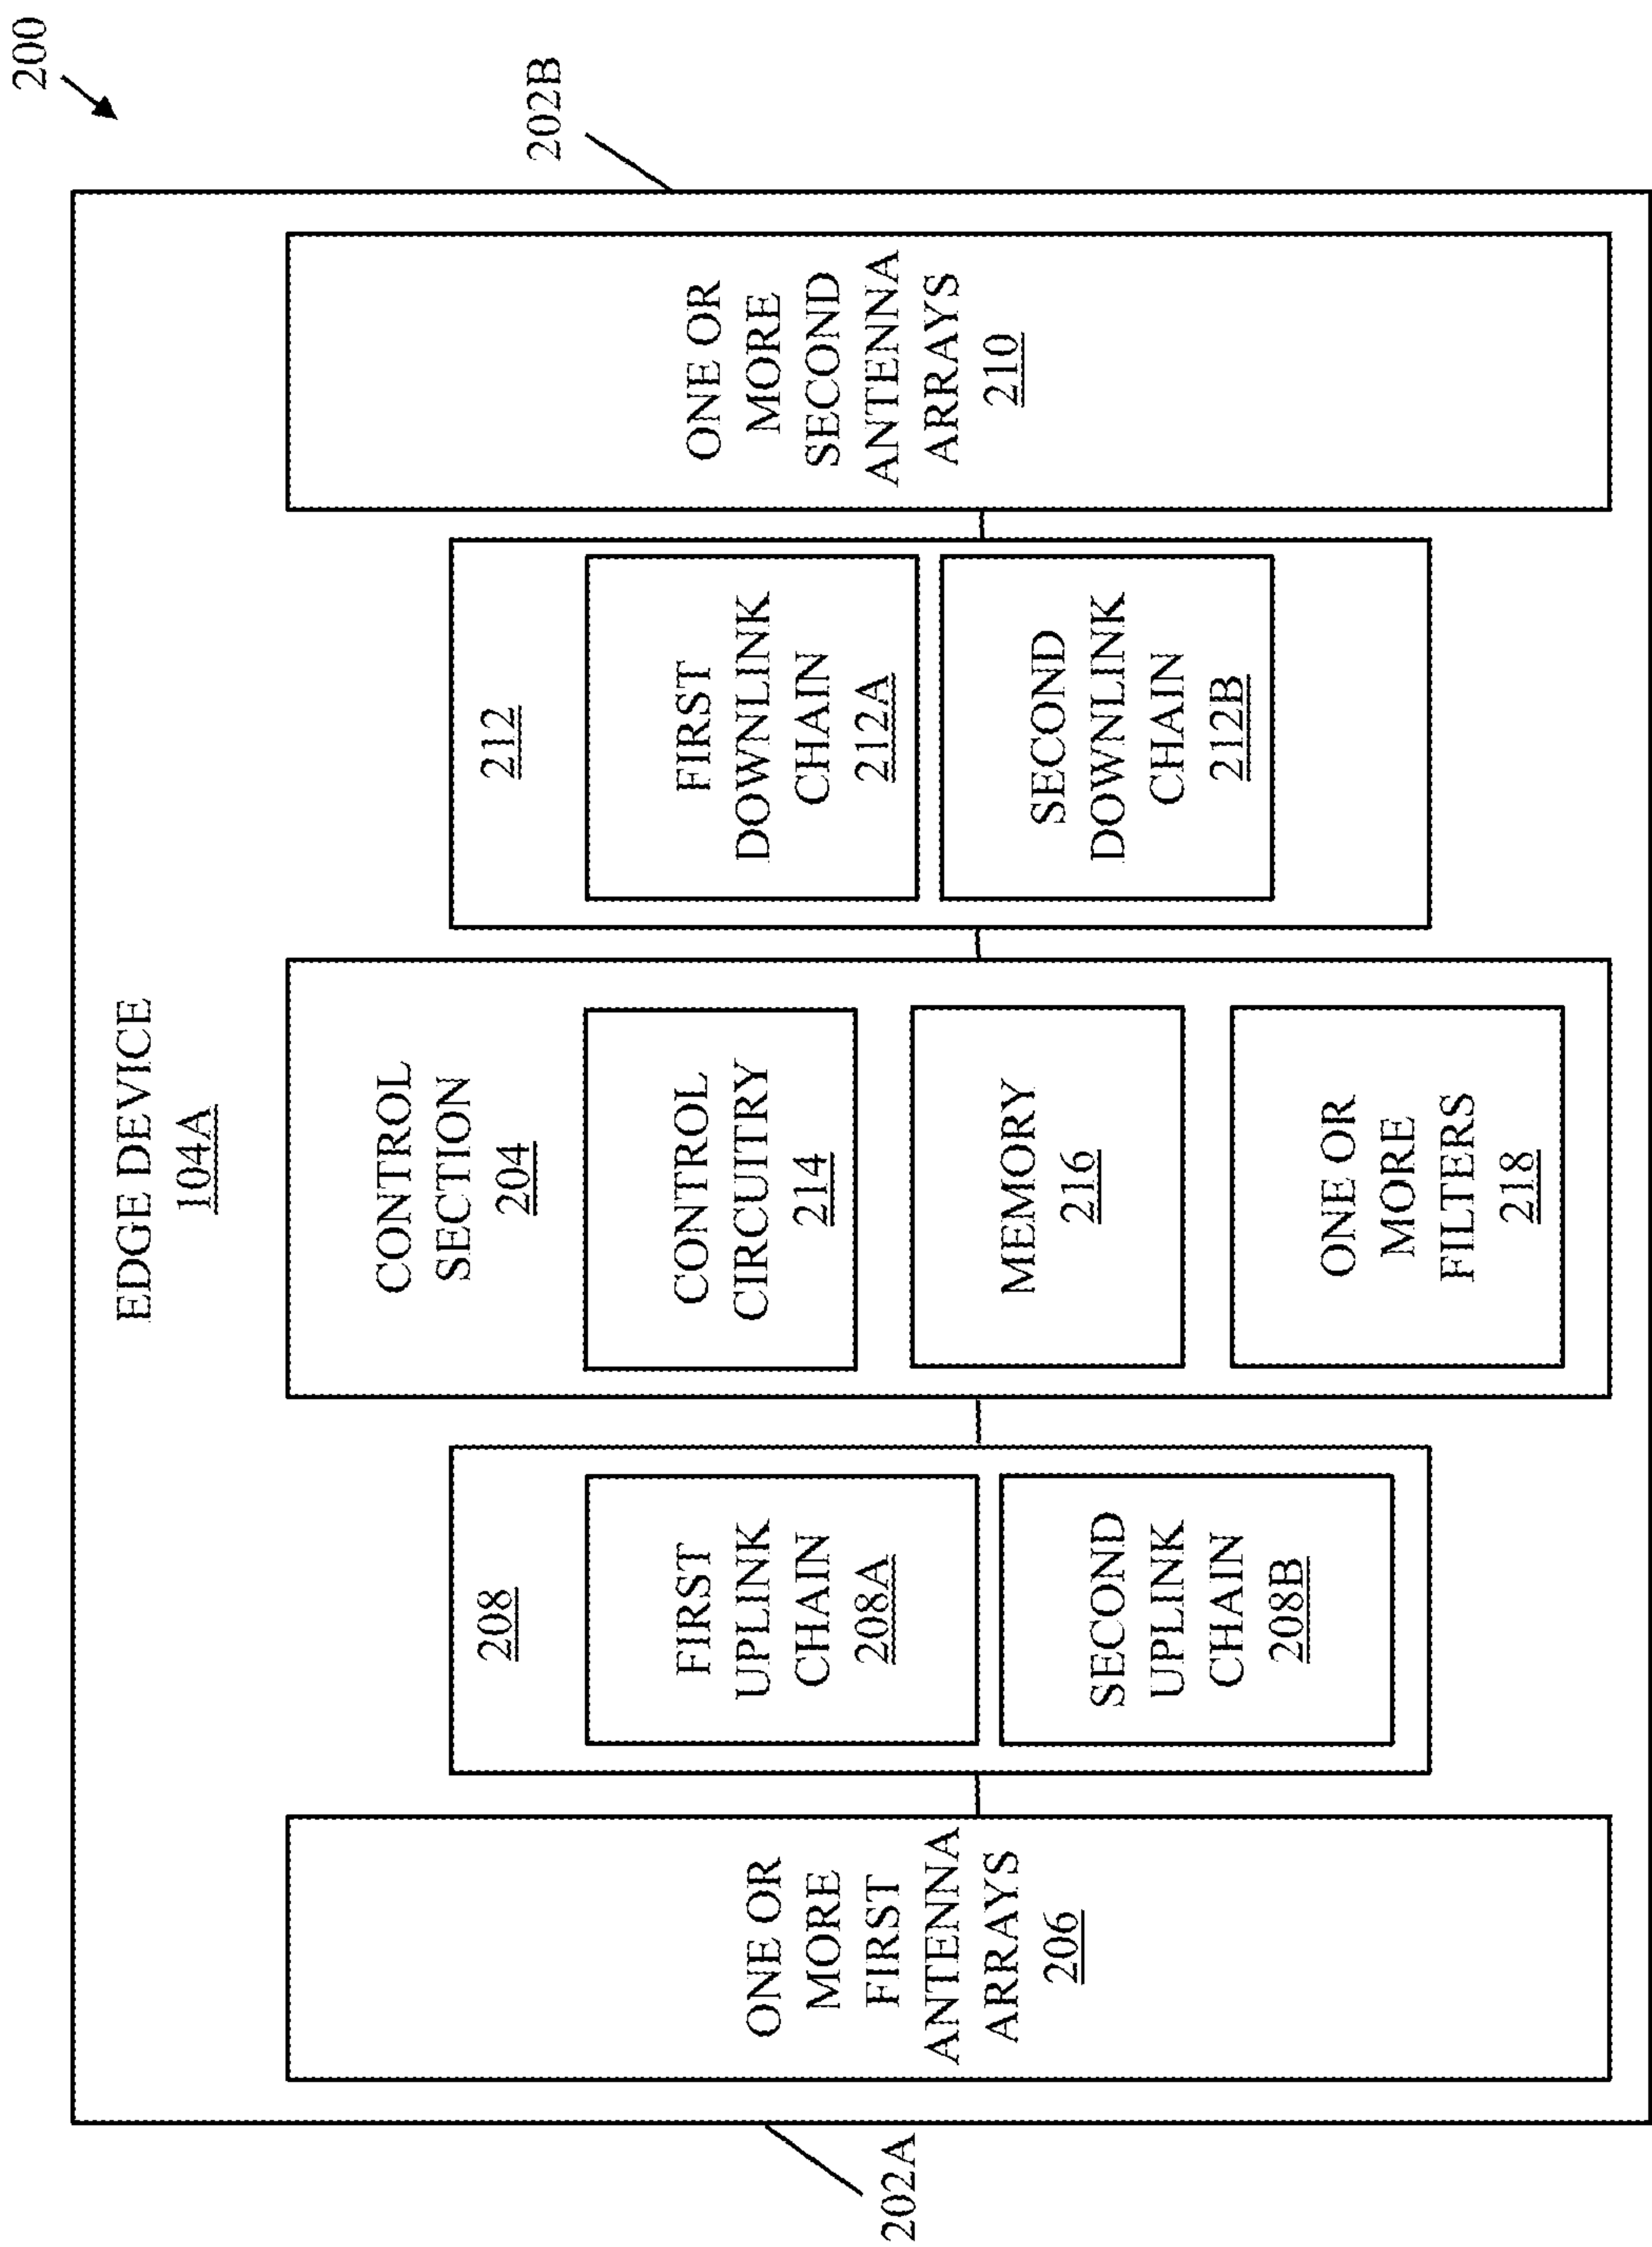 200
EDGE DEVICE
104A
202A
202B
ONE OR
MORE
FIRST
ANTENNA
ARRAYS
206
208
FIRST
UPLINK
CHAIN
208A
SECOND
UPLINK
CHAIN
208B
CONTROL
SECTION
204
CONTROL
CIRCUITRY
214
MEMORY
216
ONE OR
MORE
FILTERS
218
212
FIRST
DOWNLINK
CHAIN
212A
SECOND
DOWNLINK
CHAIN
212B
ONE OR
MORE
SECOND
ANTENNA
ARRAYS
210